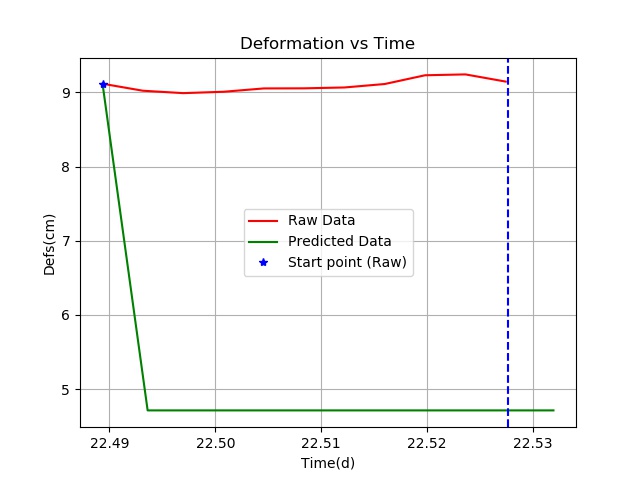 Deformation vs Time
Defs(cm)
9
8
7
6
5
Raw Data
Predicted Data
Start point (Raw)
22.49 22.50 22.51 22.52 22.53
Time(d)